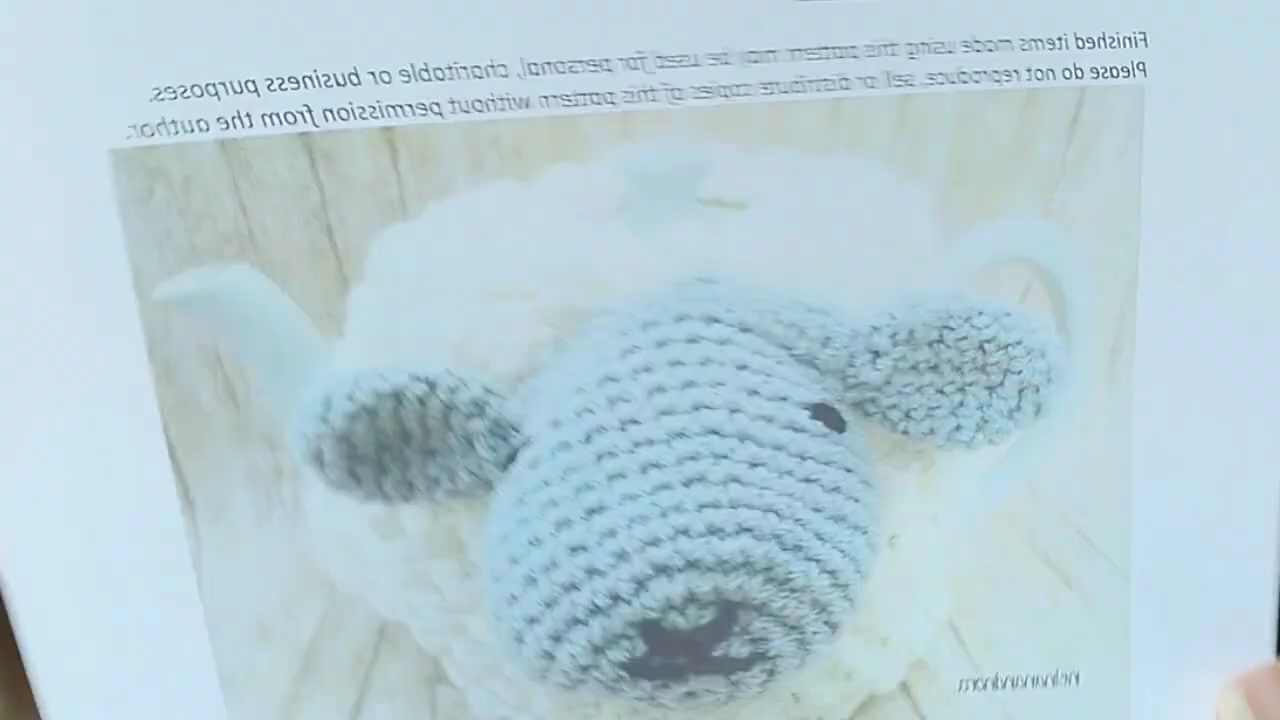 Finished items made using this pattern may be used for personal, charitable or business purposes.
Please do not reproduce, sell or distribute copies of this pattern without permission from the author.